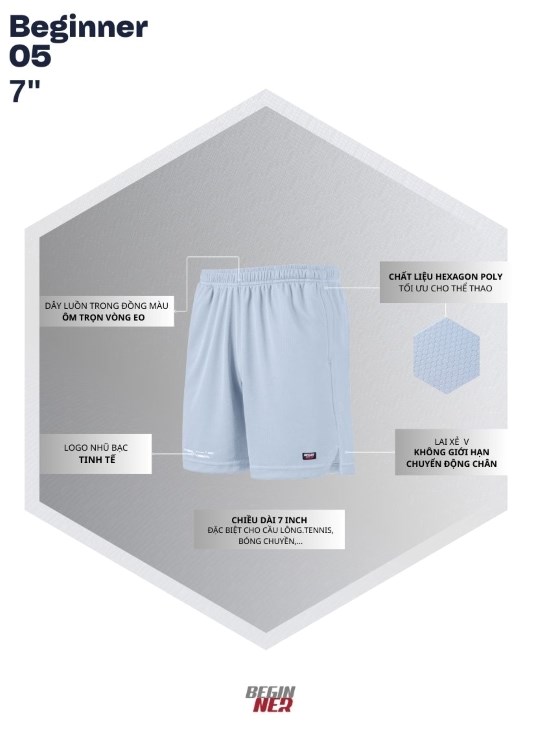 Beginner
05
7"
CHẤT LIỆU HEXAGON POLY
TỐI ƯU CHO THỂ THAO
DÂY LUỒN TRONG ĐỒNG MÀU
ÔM TRỌN VÒNG EO
LOGO NHŨ BẠC
TINH TẾ
LAI XẺ V
KHÔNG GIỚI HẠN
CHUYỂN ĐỘNG CHÂN
CHIỀU DÀI 7 INCH
ĐẶC BIỆT CHO CẦU LÔNG.TENNIS,
BÓNG CHUYỀN,...
BEGIN
NER